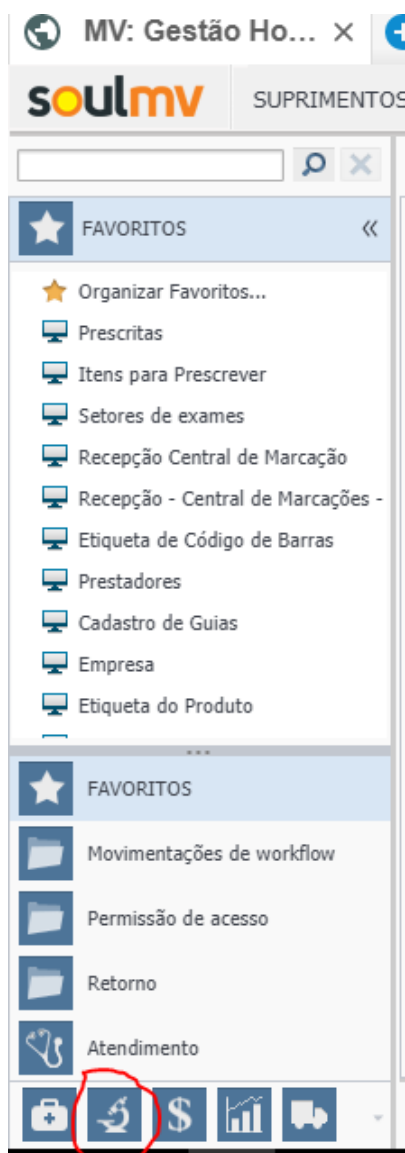 MV: Gestão Ho...
soulmv
SUPRIMENTOS
FAVORITOS
Organizar Favoritos...
Prescritas
Itens para Prescrever
Setores de exames
Recepção Central de Marcação
Recepção - Central de Marcações -
Etiqueta de Código de Barras
Prestadores
Cadastro de Guias
Empresa
Etiqueta do Produto
FAVORITOS
Movimentações de workflow
Permissão de acesso
Retorno
Atendimento